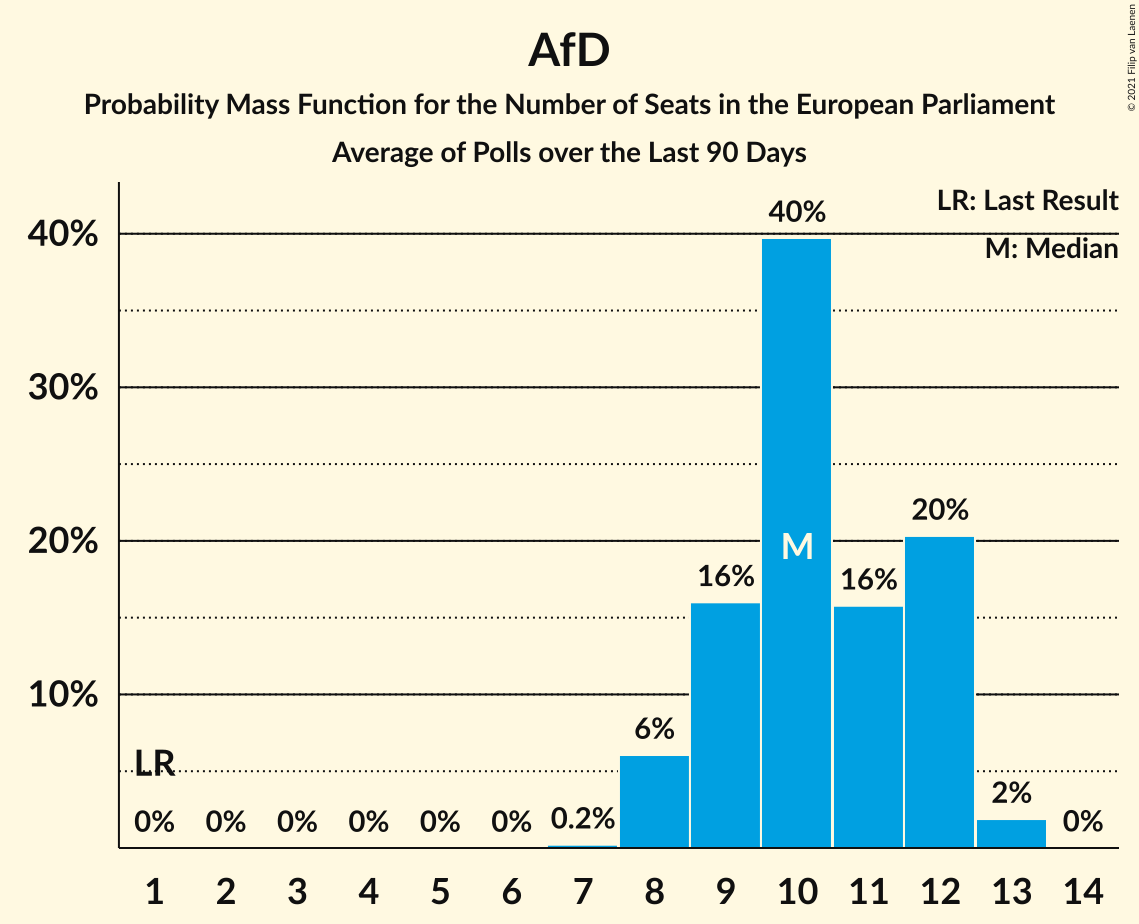 AfD
Probability Mass Function for the Number of Seats in the European Parliament
Average of Polls over the Last 90 Days
© 2021 Filip van Laenen
LR: Last Result
M: Median
40%
30%
20%
10%
LR
0% 0% 0% 0% 0% 0% 0.2% 6% 16% 40% 16% 20% 2% 0%
M
1 2 3 4 5 6 7 8 9 10 11 12 13 14